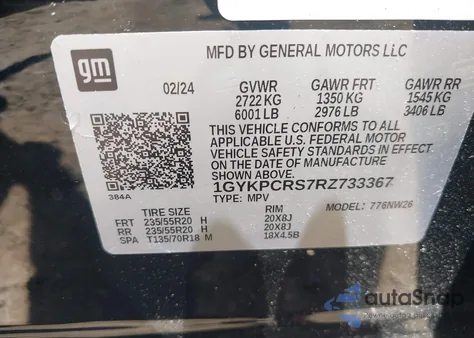 gm
MFD BY GENERAL MOTORS LLC
02/24 GVWR GAWR FRT GAWR RR
2722 KG 1350 KG 1545 KG
6001 LB 2976 LB 3406 LB
THIS VEHICLE CONFORMS TO ALL
APPLICABLE U.S. FEDERAL MOTOR
VEHICLE SAFETY STANDARDS IN EFFECT
ON THE DATE OF MANUFACTURE
SHOWN ABOVE.
1GYKPCRS7RZ733367
384A
TYPE: MPV MODEL: 776NW26
TIRE SIZE RIM
FRT 235/55R20 H 20X8J
RR 235/55R20 H 20X8J
SPA T135/70R18 M 18X4.5B
autoSnap